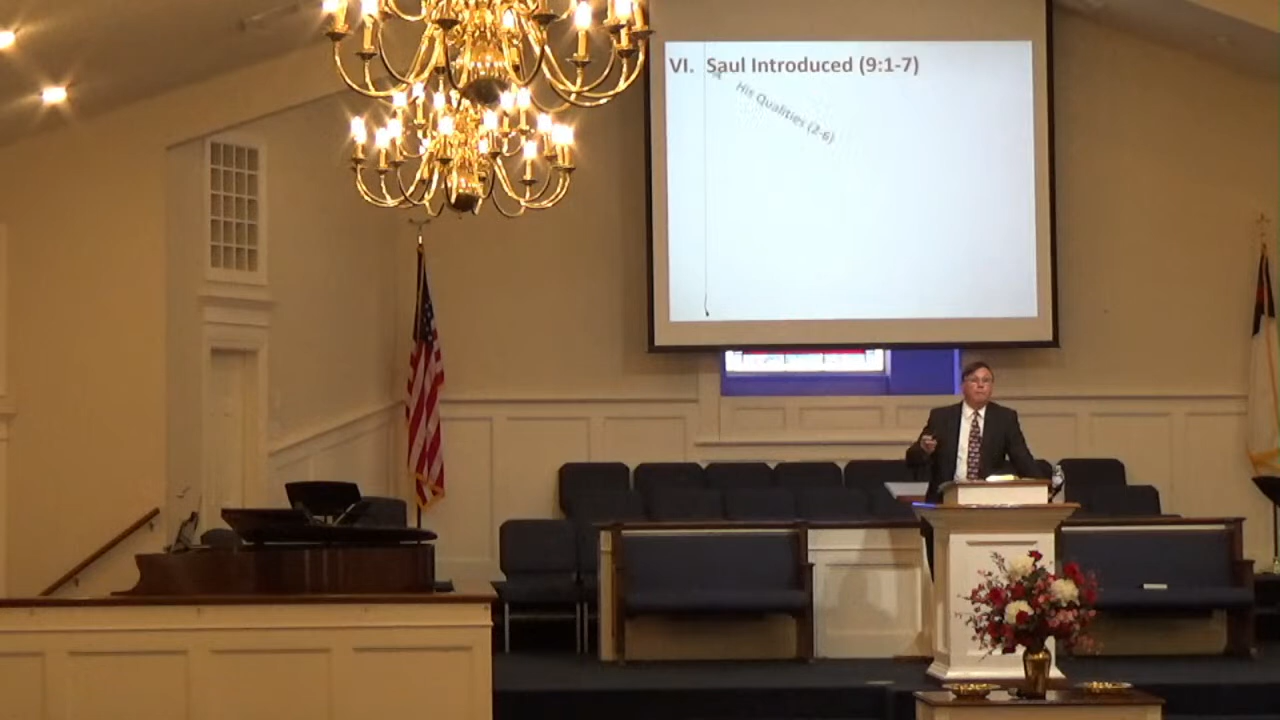 VI. Saul Introduced (9:1-7)
His Qualities (2-6)